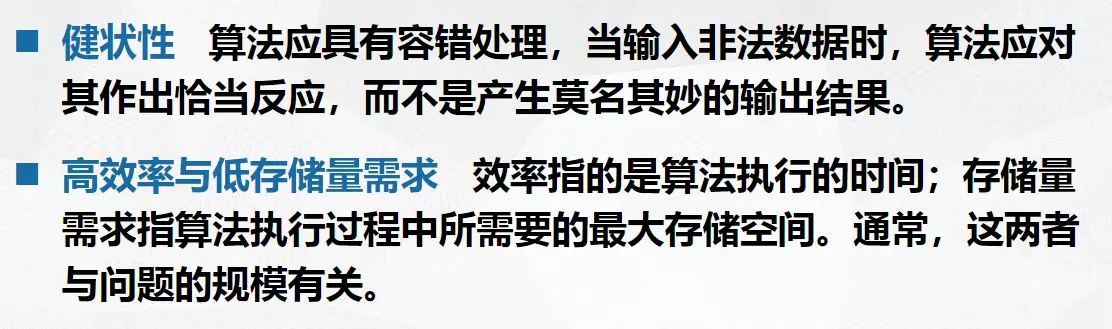 ■ 健状性 算法应具有容错处理，当输入非法数据时，算法应对
其作出恰当反应，而不是产生莫名其妙的输出结果。
■ 高效率与低存储量需求 效率指的是算法执行的时间；存储量
需求指算法执行过程中所需要的最大存储空间。通常，这两者
与问题的规模有关。